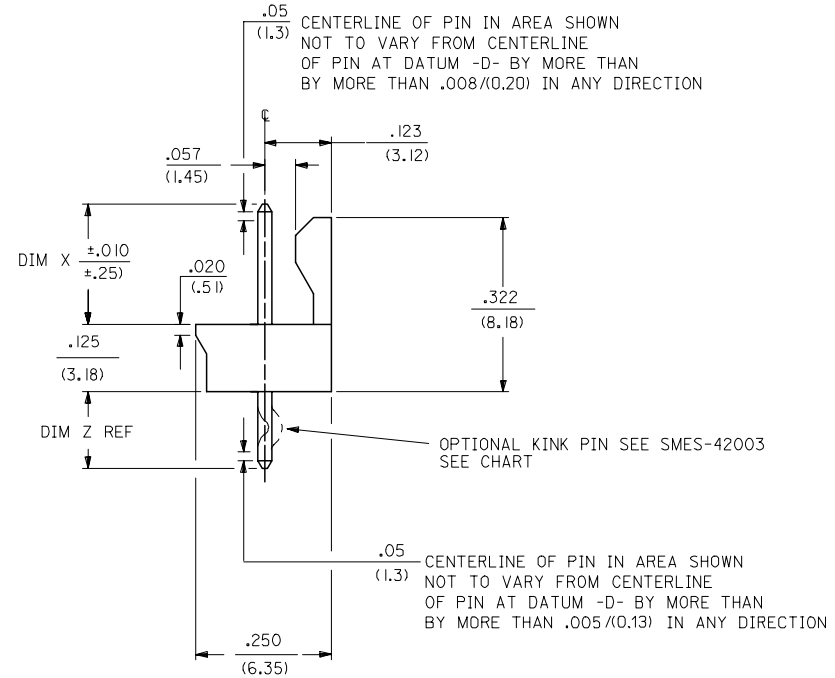 .05
(1.3)
CENTERLINE OF PIN IN AREA SHOWN
NOT TO VARY FROM CENTERLINE
OF PIN AT DATUM -D- BY MORE THAN
BY MORE THAN .008/(0.20) IN ANY DIRECTION
℄
.123
(3.12)
.057
(1.45)
DIM X ±.010
±.25)
.020
(.51)
.322
(8.18)
.125
(3.18)
DIM Z REF
OPTIONAL KINK PIN SEE SMES-42003
SEE CHART
.05
(1.3)
CENTERLINE OF PIN IN AREA SHOWN
NOT TO VARY FROM CENTERLINE
OF PIN AT DATUM -D- BY MORE THAN
BY MORE THAN .005/(0.13) IN ANY DIRECTION
.250
(6.35)